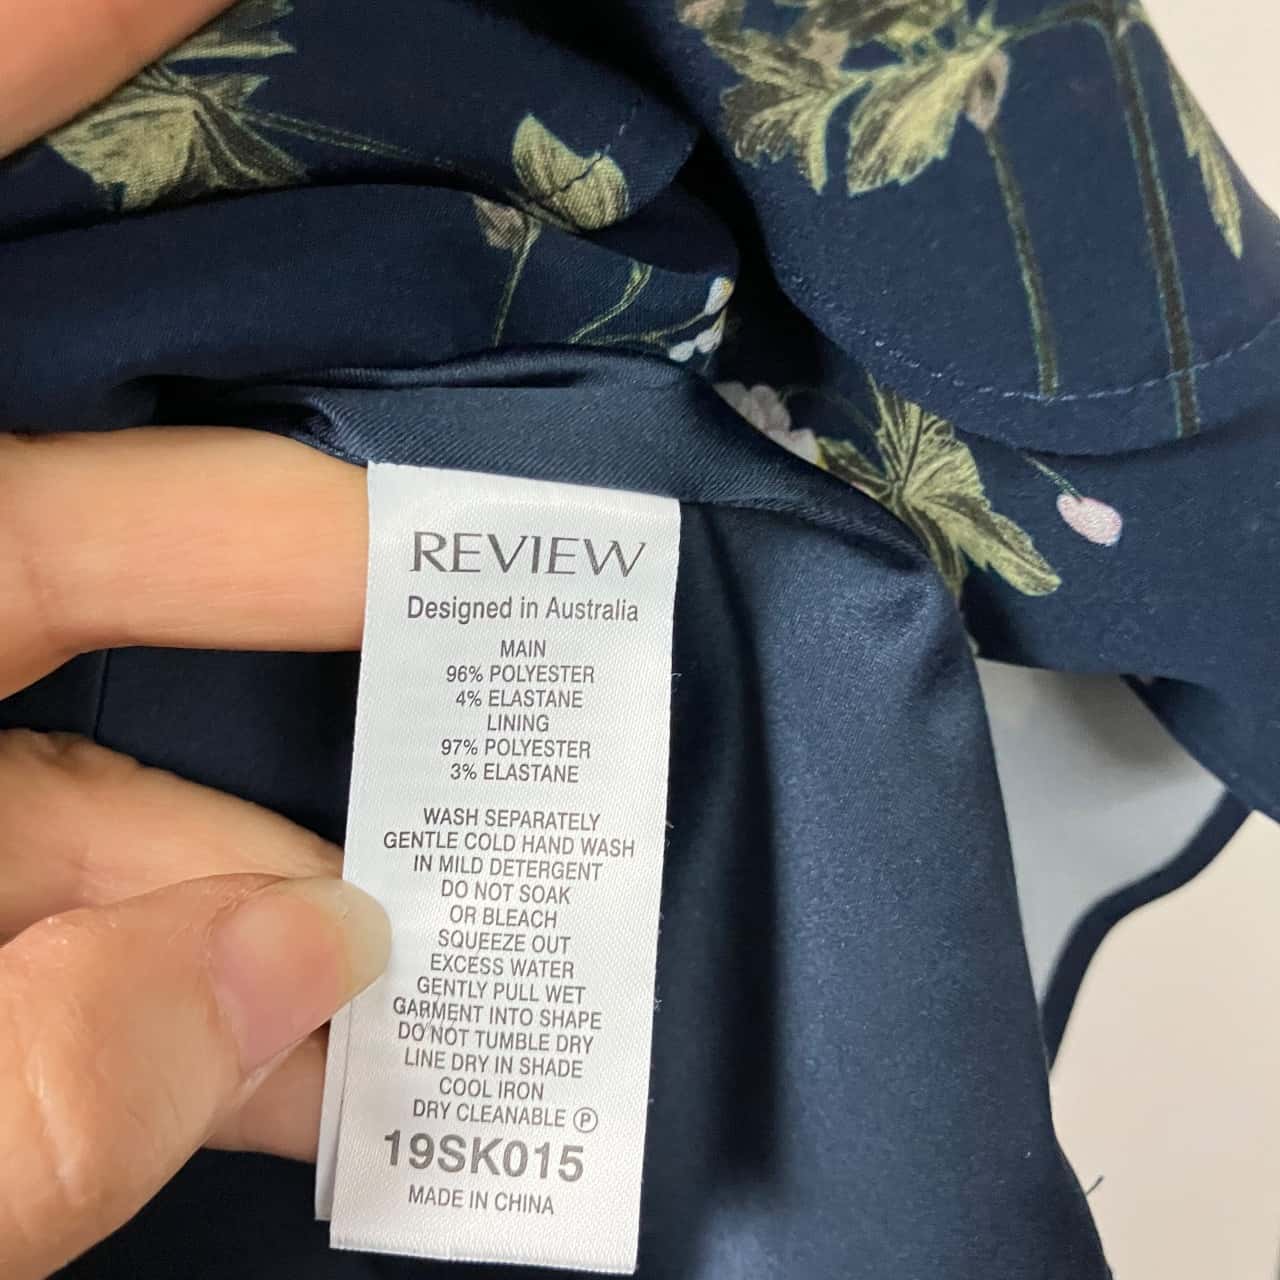 REVIEW
Designed in Australia
MAIN
96% POLYESTER
4% ELASTANE
LINING
97% POLYESTER
3% ELASTANE
WASH SEPARATELY
GENTLE COLD HAND WASH
IN MILD DETERGENT
DO NOT SOAK
OR BLEACH
SQUEEZE OUT
EXCESS WATER
GENTLY PULL WET
GARMENT INTO SHAPE
DO NOT TUMBLE DRY
LINE DRY IN SHADE
COOL IRON
DRY CLEANABLE Ⓟ
19SK015
MADE IN CHINA